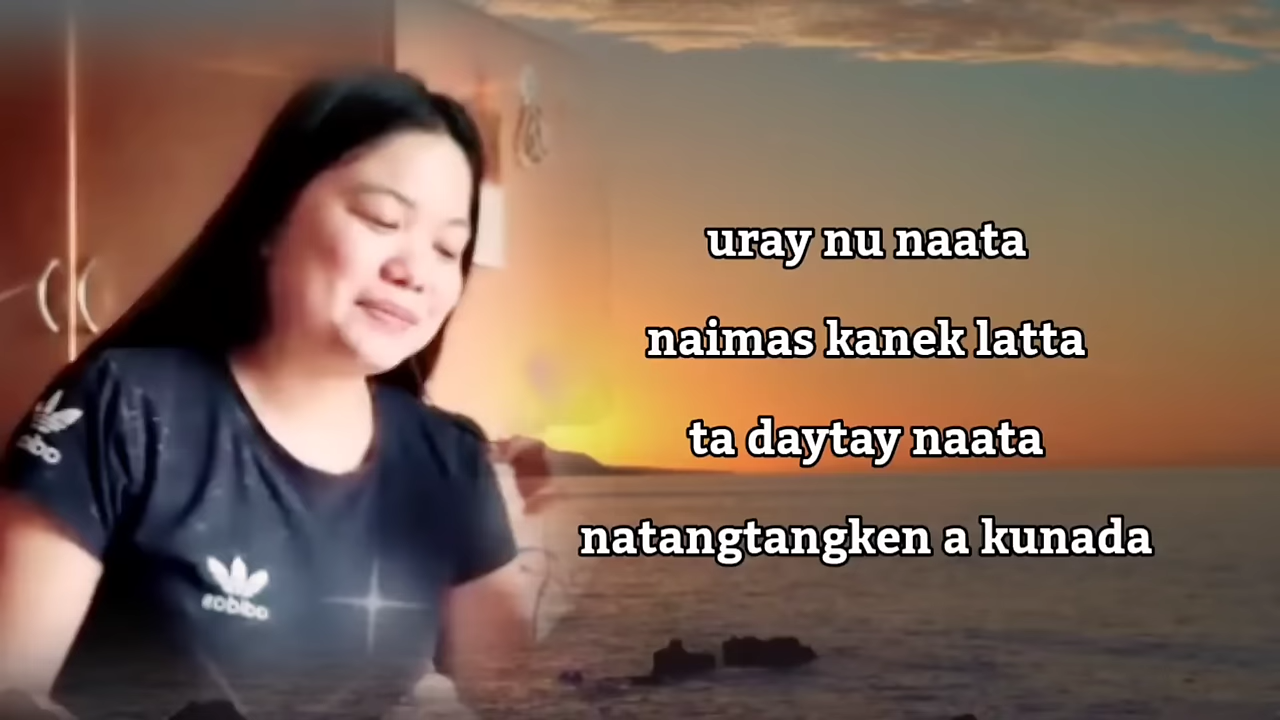 uray nu naata
naimas kanek latta
ta daytay naata
natangtangken a kunada